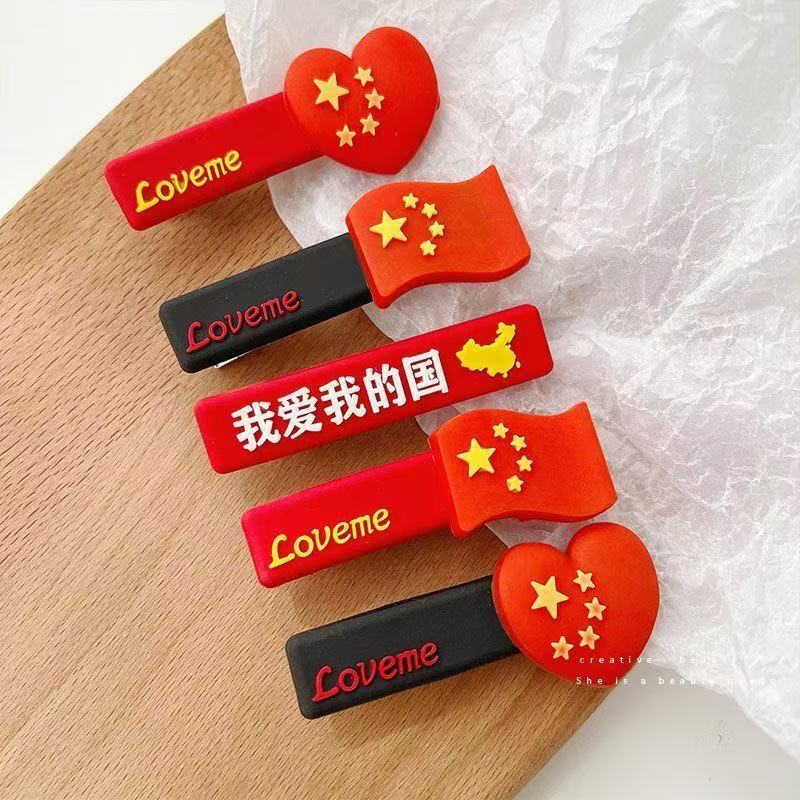 Loveme
Loveme
我爱我的国
Loveme
Loveme
creative · beauty
She is a beauty queen